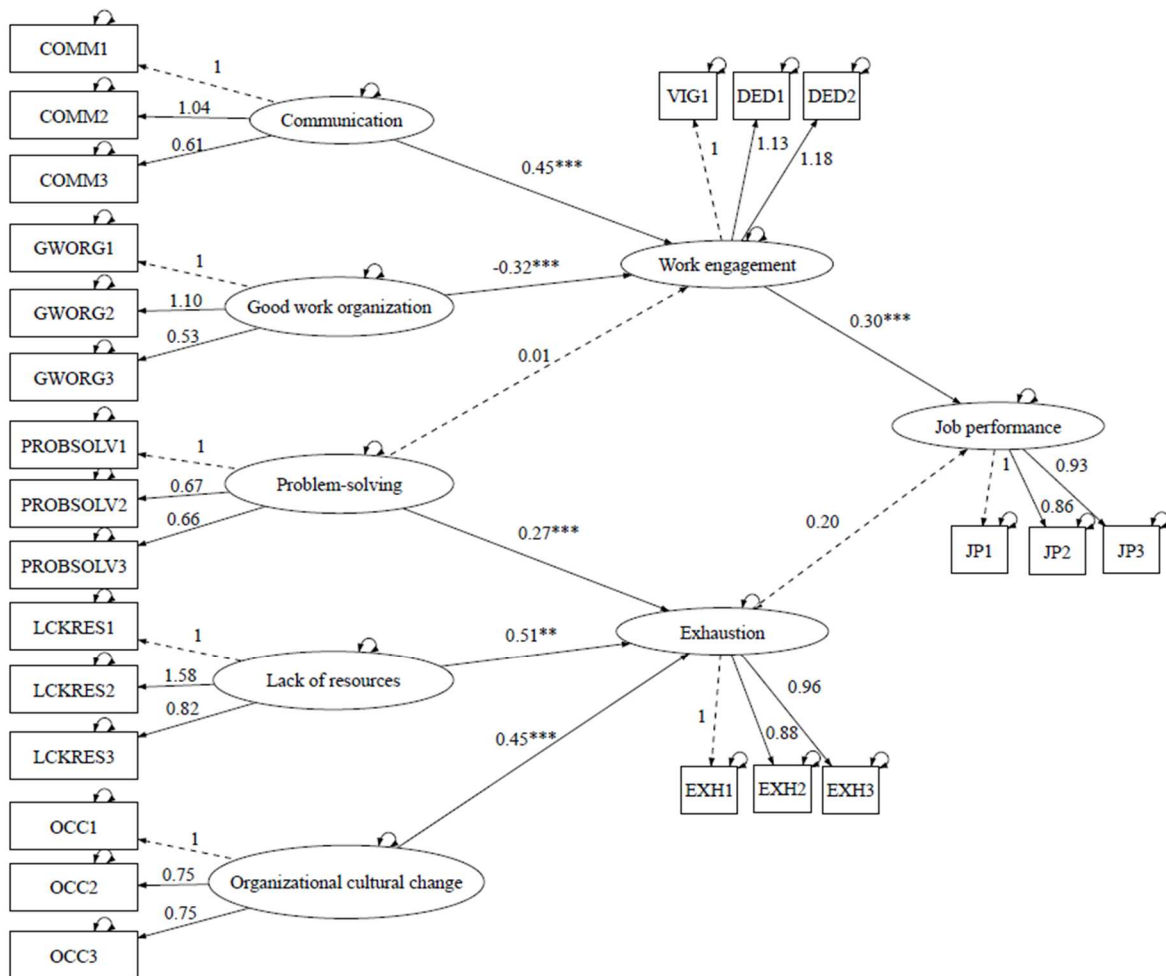 COMM1
1
COMM2
1.04
COMM3
0.61
Communication
0.45***
GWORG1
1
GWORG2
1.10
GWORG3
0.53
Good work organization
-0.32***
PROBSOLV1
1
PROBSOLV2
0.67
PROBSOLV3
0.66
Problem-solving
0.01
0.27***
LCKRES1
1
LCKRES2
1.58
LCKRES3
0.82
Lack of resources
0.51**
OCC1
1
OCC2
0.75
OCC3
0.75
Organizational cultural change
0.45***
VIG1
DED1
DED2
1
1.13
1.18
Work engagement
0.30***
Exhaustion
0.20
1
0.88
0.96
EXH1
EXH2
EXH3
Job performance
1
0.86
0.93
JP1
JP2
JP3